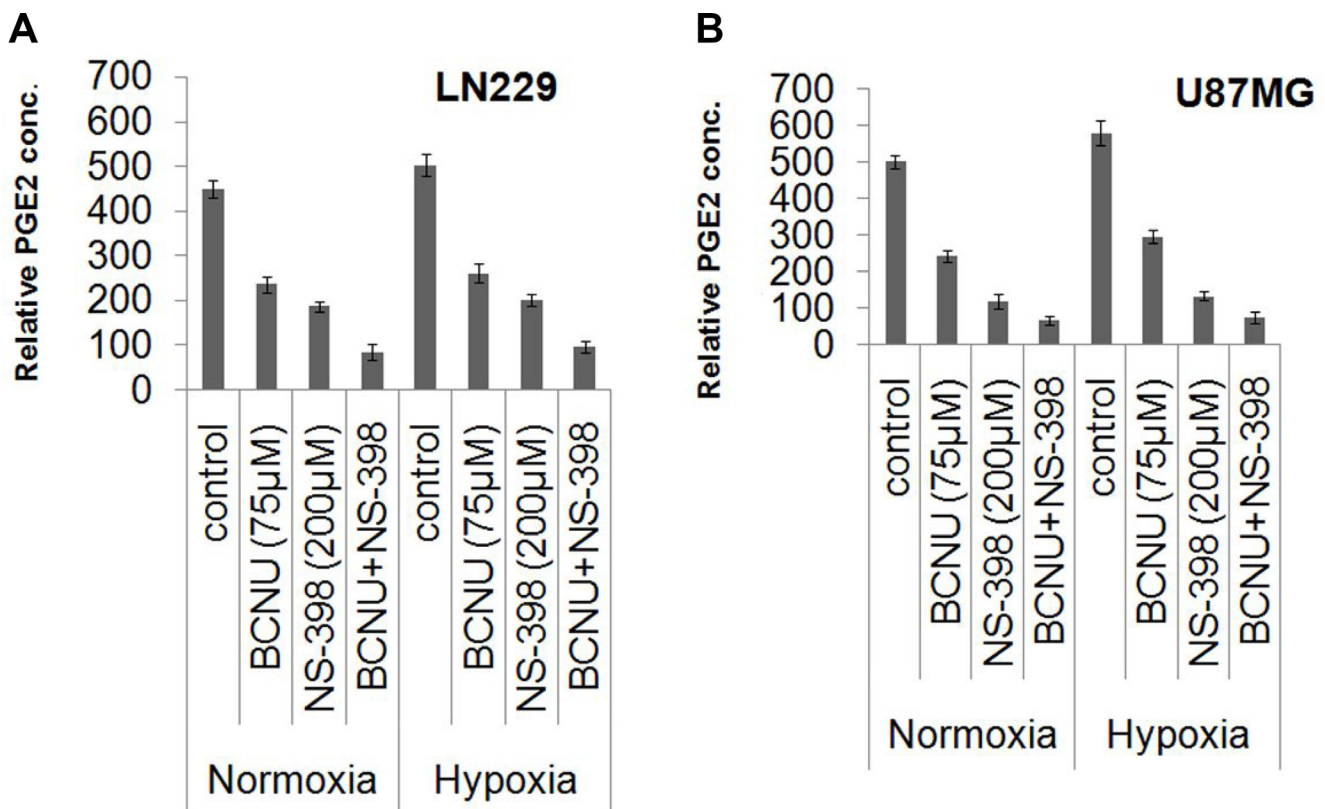 A
Relative PGE2 conc.
LN229
700
600
500
400
300
200
100
0
control
BCNU (75µM)
NS-398 (200µM)
BCNU+NS-398
control
BCNU (75µM)
NS-398 (200µM)
BCNU+NS-398
Normoxia
Hypoxia
B
Relative PGE2 conc.
U87MG
700
600
500
400
300
200
100
0
control
BCNU (75µM)
NS-398 (200µM)
BCNU+NS-398
control
BCNU (75µM)
NS-398 (200µM)
BCNU+NS-398
Normoxia
Hypoxia